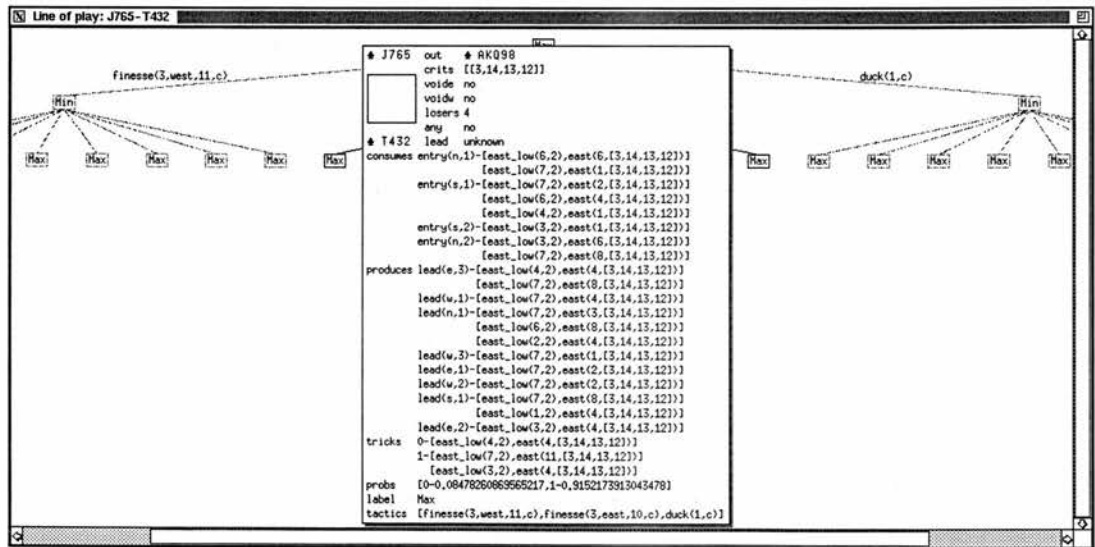 Line of play: J765-T432
Max
♠ J765 out ♠ AKQ98
finesse(3,west,11,c)
duck(1,c)
crits [[3,14,13,12]]
voide no
voidw no
losers 4
any no
♠ T432 lead unknown
Min
Min
Max Max Max Max Max Max Max Max Max Max Max Max
consumes entry(n,1)-[east_low(6,2),east(6,[3,14,13,12])]
[east_low(7,2),east(1,[3,14,13,12])]
entry(s,1)-[east_low(7,2),east(2,[3,14,13,12])]
[east_low(6,2),east(4,[3,14,13,12])]
[east_low(4,2),east(1,[3,14,13,12])]
entry(s,2)-[east_low(3,2),east(1,[3,14,13,12])]
entry(n,2)-[east_low(3,2),east(6,[3,14,13,12])]
[east_low(7,2),east(8,[3,14,13,12])]
produces lead(e,3)-[east_low(4,2),east(4,[3,14,13,12])]
[east_low(7,2),east(8,[3,14,13,12])]
lead(w,1)-[east_low(7,2),east(4,[3,14,13,12])]
lead(n,1)-[east_low(7,2),east(3,[3,14,13,12])]
[east_low(6,2),east(8,[3,14,13,12])]
[east_low(2,2),east(4,[3,14,13,12])]
lead(w,3)-[east_low(7,2),east(1,[3,14,13,12])]
lead(e,1)-[east_low(7,2),east(2,[3,14,13,12])]
lead(w,2)-[east_low(7,2),east(2,[3,14,13,12])]
lead(s,1)-[east_low(7,2),east(8,[3,14,13,12])]
[east_low(1,2),east(4,[3,14,13,12])]
lead(e,2)-[east_low(3,2),east(4,[3,14,13,12])]
tricks 0-[east_low(4,2),east(4,[3,14,13,12])]
1-[east_low(7,2),east(11,[3,14,13,12])]
[east_low(3,2),east(4,[3,14,13,12])]
probs [0-0.08478260869565217,1-0.9152173913043478]
label Max
tactics [finesse(3,west,11,c),finesse(3,east,10,c),duck(1,c)]